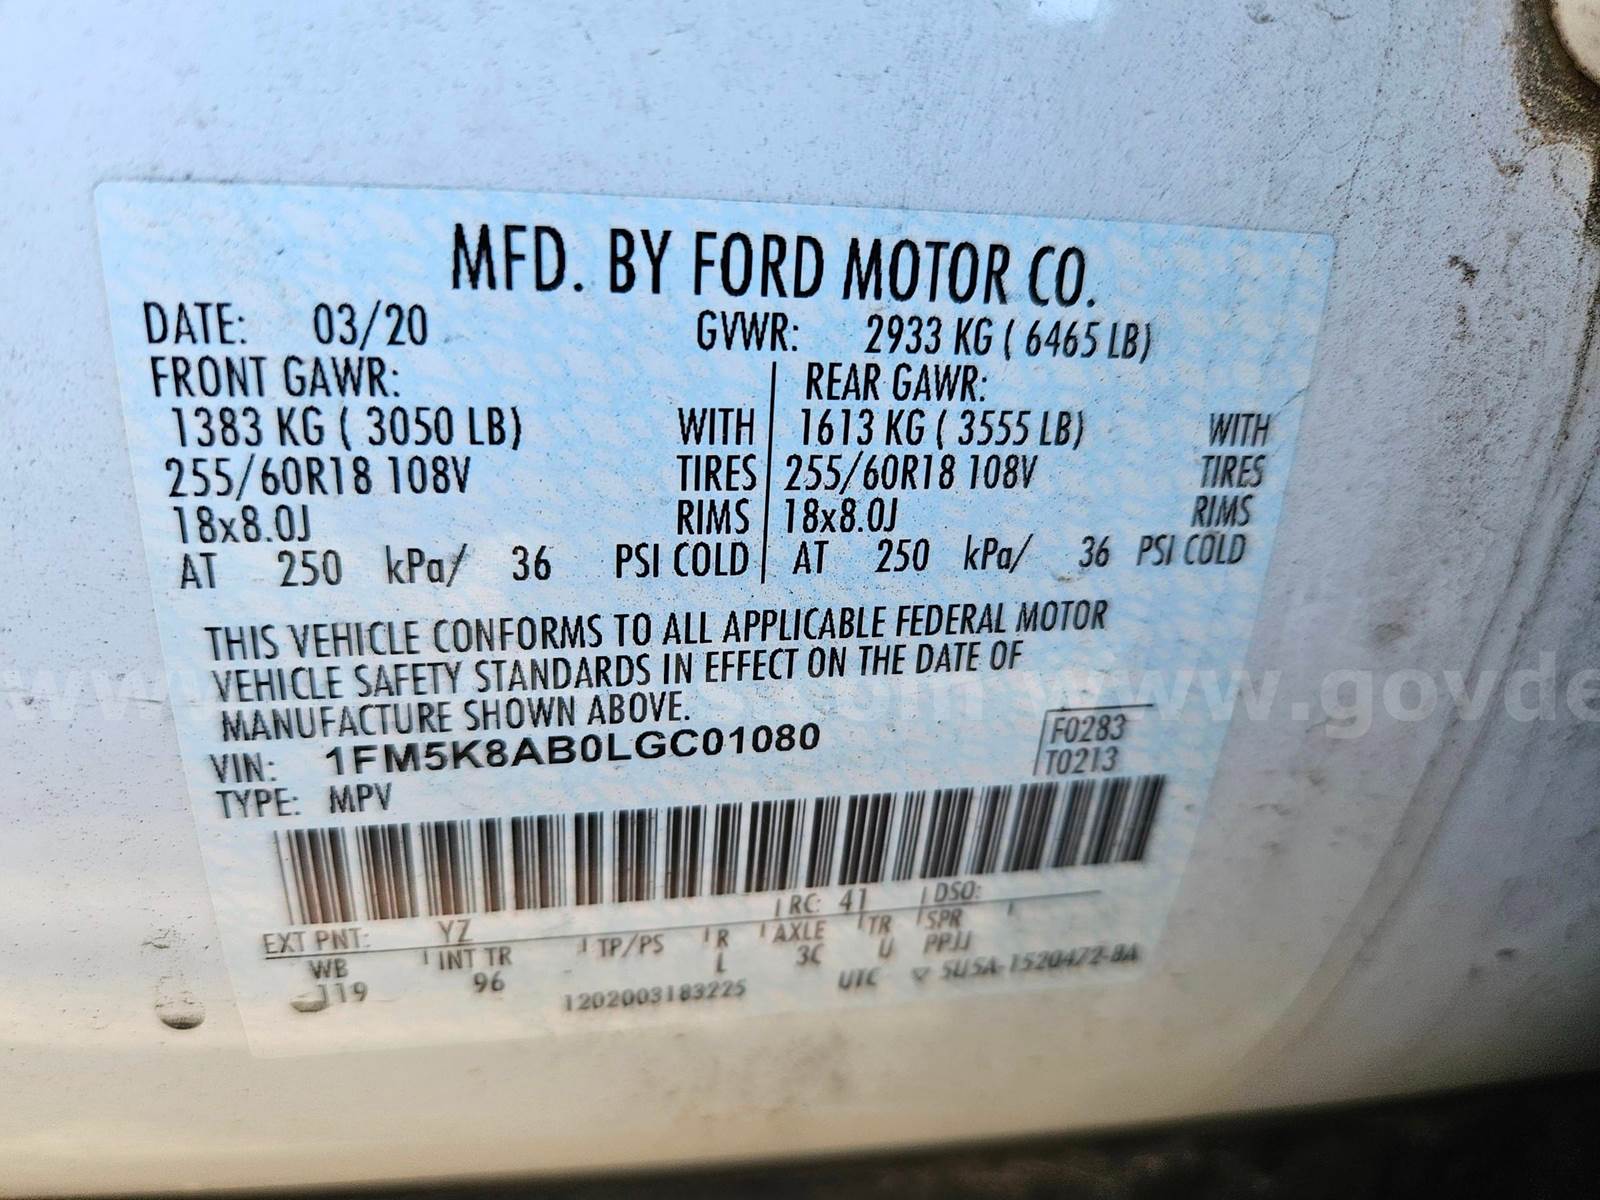 MFD. BY FORD MOTOR CO.
DATE: 03/20 GVWR: 2933 KG ( 6465 LB)
FRONT GAWR: REAR GAWR:
1383 KG ( 3050 LB) WITH 1613 KG ( 3555 LB) WITH
255/60R18 108V TIRES 255/60R18 108V TIRES
18x8.0J RIMS 18x8.0J RIMS
AT 250 kPa/ 36 PSI COLD AT 250 kPa/ 36 PSI COLD
THIS VEHICLE CONFORMS TO ALL APPLICABLE FEDERAL MOTOR
VEHICLE SAFETY STANDARDS IN EFFECT ON THE DATE OF
MANUFACTURE SHOWN ABOVE.
VIN: 1FM5K8AB0LGC01080 F0283
TYPE: MPV T0213
RC: 41 DSO:
EXT PNT: YZ
WB INT TR TP/PS R AXLE TR SPR
119 96 L 3C U PPJJ
1202003183225 UTC
www.govde